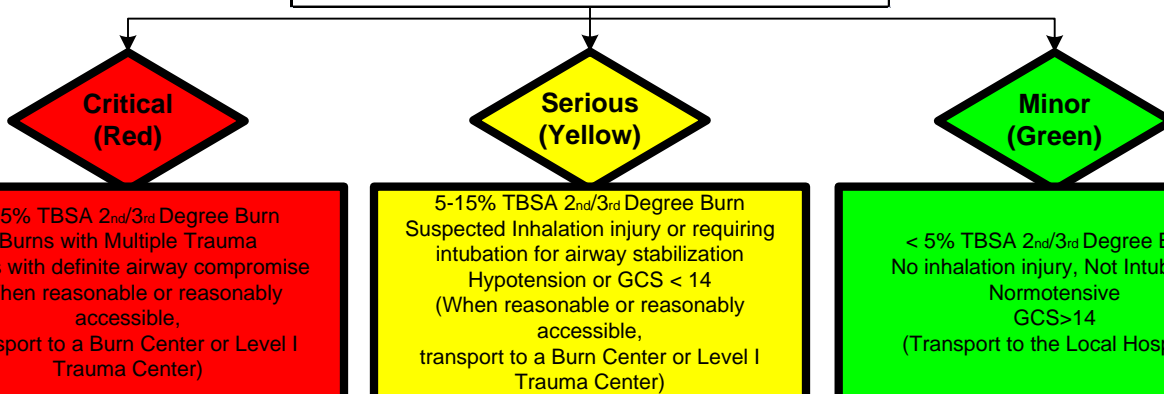 Critical
(Red)
5% TBSA 2nd/3rd Degree Burn
Burns with Multiple Trauma
with definite airway compromise
hen reasonable or reasonably
accessible,
sport to a Burn Center or Level I
Trauma Center)
Serious
(Yellow)
5-15% TBSA 2nd/3rd Degree Burn
Suspected Inhalation injury or requiring
intubation for airway stabilization
Hypotension or GCS < 14
(When reasonable or reasonably
accessible,
transport to a Burn Center or Level I
Trauma Center)
Minor
(Green)
< 5% TBSA 2nd/3rd Degree B
No inhalation injury, Not Intub
Normotensive
GCS>14
(Transport to the Local Hosp